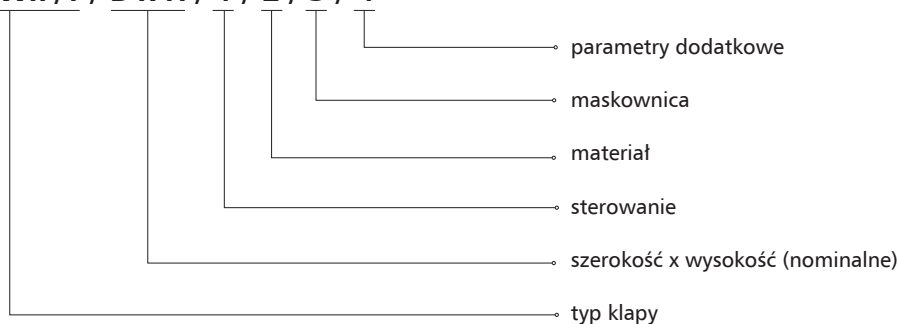 parametry dodatkowe
maskownica
materiał
sterowanie
szerokość x wysokość (nominalne)
typ klapy